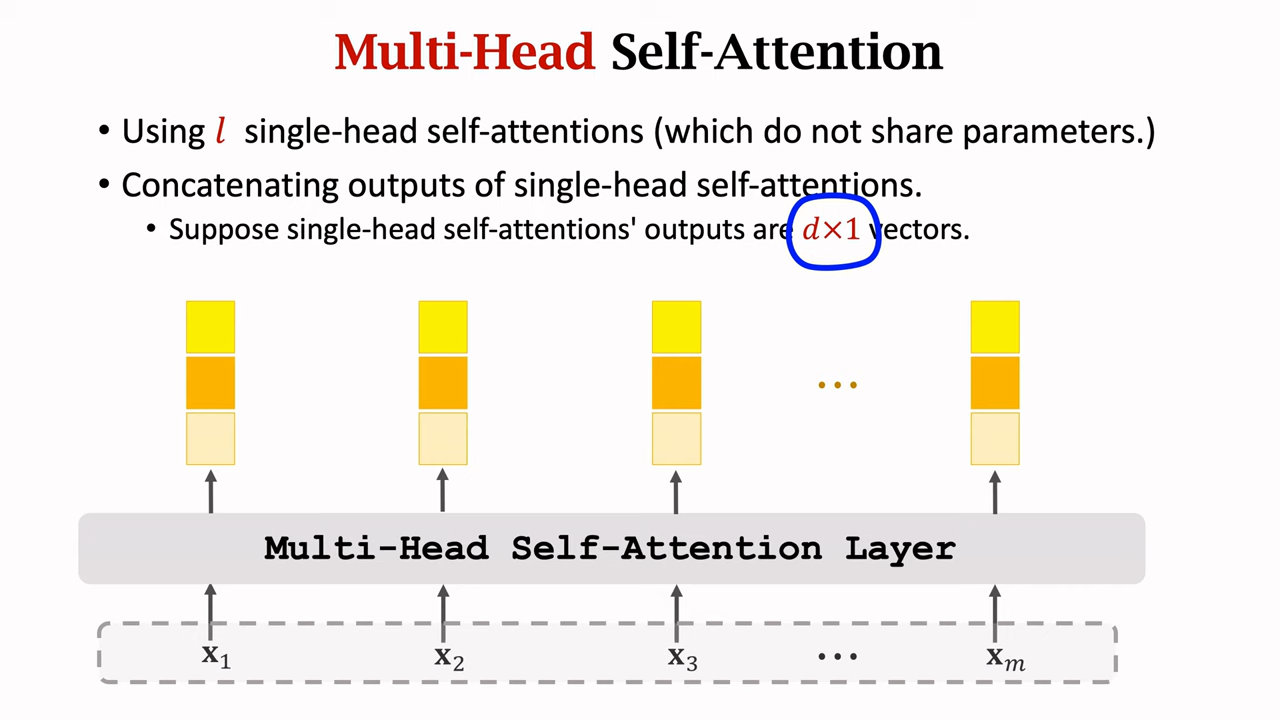 Multi-Head Self-Attention
• Using l single-head self-attentions (which do not share parameters.)
• Concatenating outputs of single-head self-attentions.
• Suppose single-head self-attentions' outputs are d×1 vectors.
...
Multi-Head Self-Attention Layer
x₁ x₂ x₃ ... xₘ